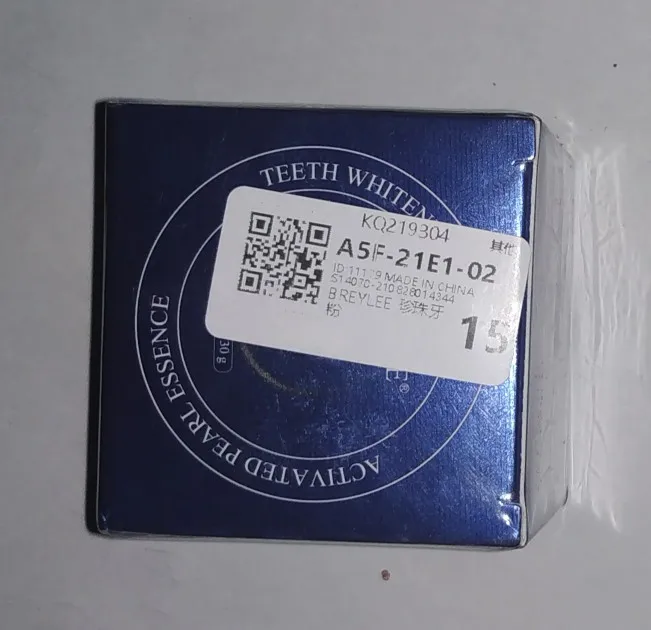 TEETH WHITEN
KQ219304
其他
A5F-21E1-02
MADE IN CHINA
BREYLEE 珍珠牙
粉
15
30 g
®
ACTIVATED PEARL ESSENCE